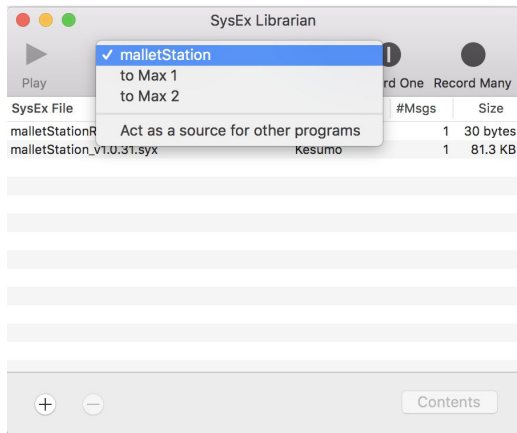 SysEx Librarian
✓ malletStation
to Max 1
to Max 2
Act as a source for other programs
Play
rd One Record Many
SysEx File #Msgs Size
malletStationR 1 30 bytes
malletStation_v1.0.31.syx Kesumo 1 81.3 KB
Contents